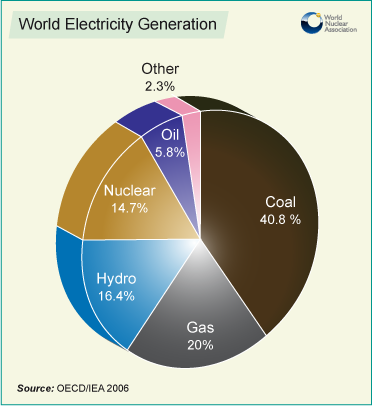 World Electricity Generation
World
Nuclear
Association
Other
2.3%
Oil
5.8%
Nuclear
14.7%
Coal
40.8 %
Hydro
16.4%
Gas
20%
Source: OECD/IEA 2006